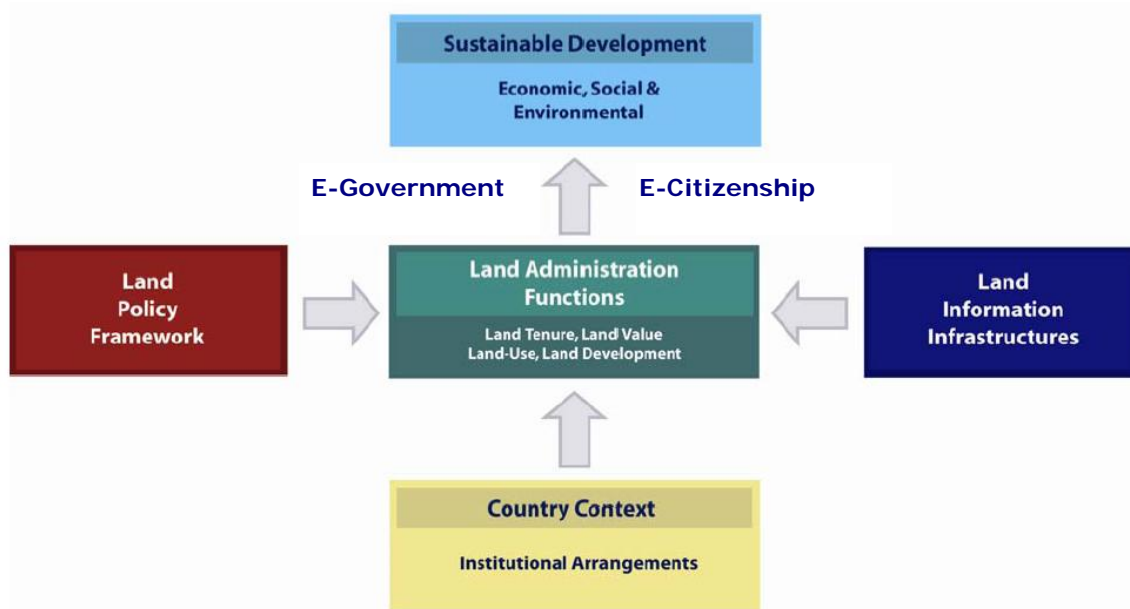 Sustainable Development
Economic, Social &
Environmental
E-Government
E-Citizenship
Land
Policy
Framework
Land Administration
Functions
Land Tenure, Land Value
Land-Use, Land Development
Land
Information
Infrastructures
Country Context
Institutional Arrangements